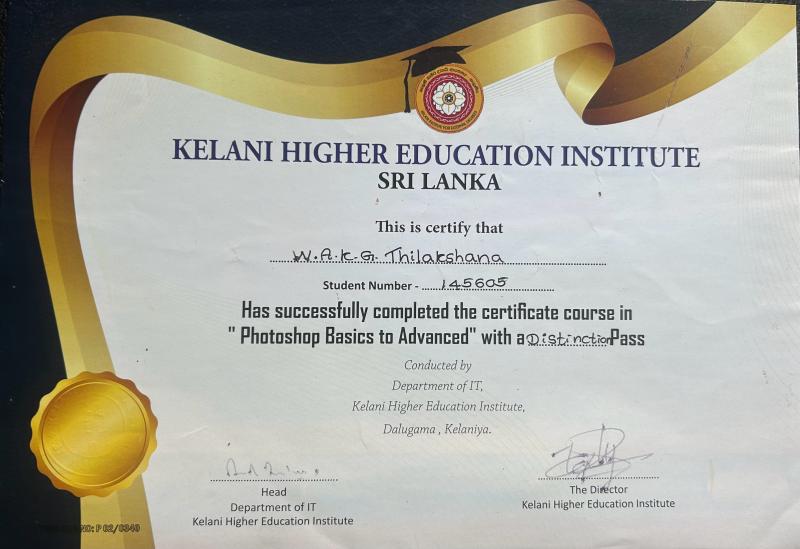 KELANI HIGHER EDUCATION INSTITUTE
SRI LANKA
This is certify that
W.A.K.G. Thilakshana
Student Number - 145605
Has successfully completed the certificate course in
" Photoshop Basics to Advanced" with a Distinction Pass
Conducted by
Department of IT,
Kelani Higher Education Institute,
Dalugama , Kelaniya.
Head
Department of IT
Kelani Higher Education Institute
The Director
Kelani Higher Education Institute
NO: P 02/0340